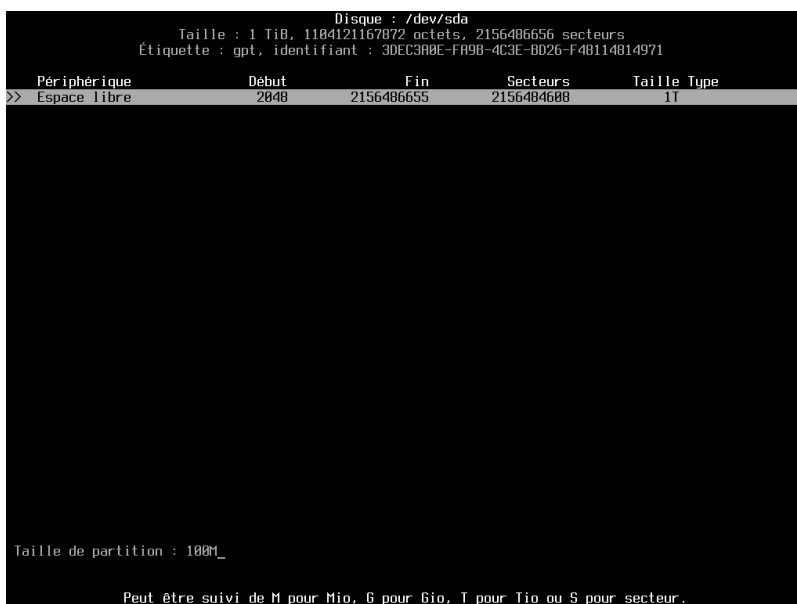 Disque : /dev/sda
Taille : 1 TiB, 1104121167872 octets, 2156486656 secteurs
Étiquette : gpt, identifiant : 3DEC3A0E-FA9B-4C3E-BD26-F48114814971
Périphérique Début Fin Secteurs Taille Type
>> Espace libre 2048 2156486655 2156484608 1T
Taille de partition : 100M_
Peut être suivi de M pour Mio, G pour Gio, T pour Tio ou S pour secteur.